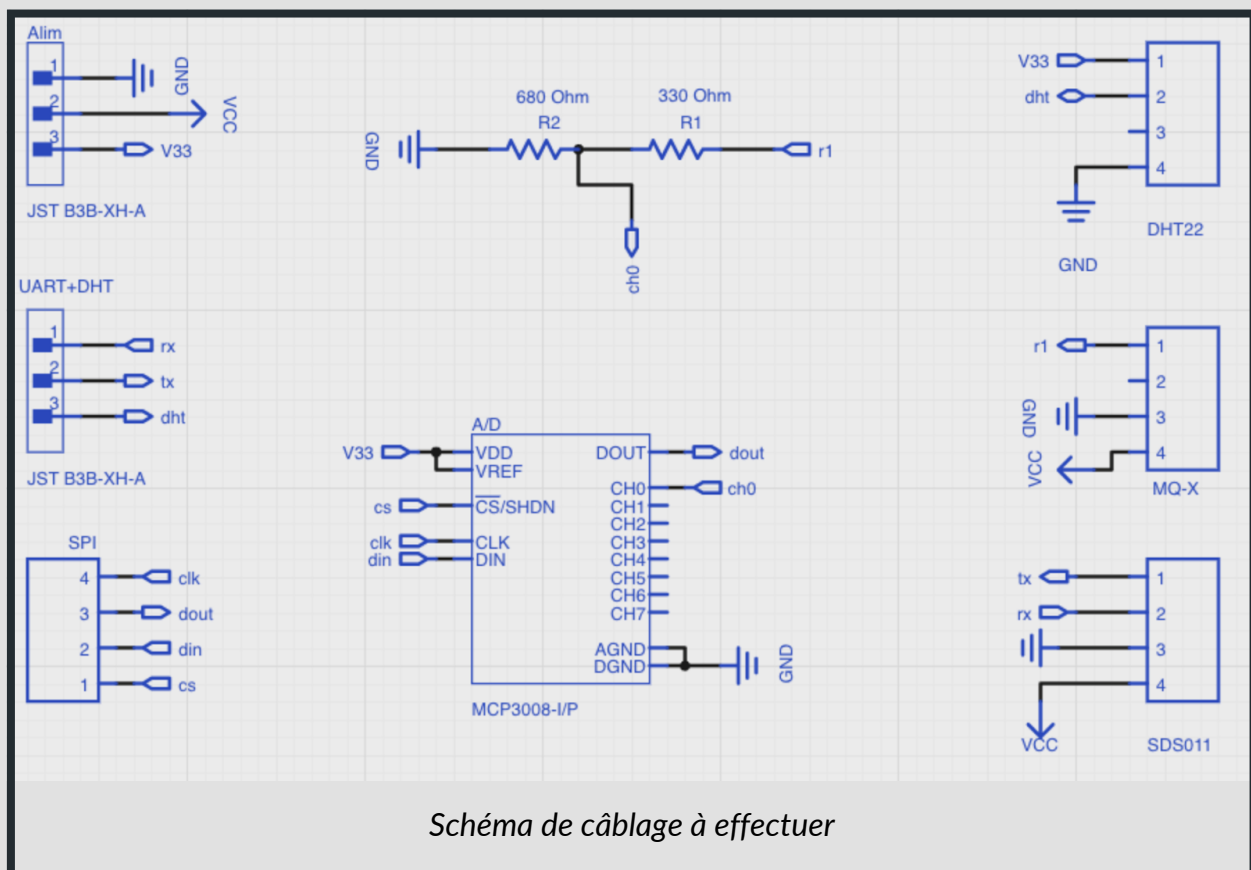 Alim
1
GND
2
VCC
3
V33
JST B3B-XH-A
UART+DHT
1
rx
2
tx
3
dht
JST B3B-XH-A
SPI
4
clk
3
dout
2
din
1
cs
680 Ohm
330 Ohm
R2
R1
GND
r1
ch0
A/D
V33
VDD
VREF
cs
CS/SHDN
clk
CLK
din
DIN
DOUT
dout
CH0
ch0
CH1
CH2
CH3
CH4
CH5
CH6
CH7
AGND
DGND
GND
MCP3008-I/P
V33
1
dht
2
3
4
DHT22
GND
r1
1
2
GND
3
VCC
4
MQ-X
tx
1
rx
2
3
4
VCC
SDS011
Schéma de câblage à effectuer